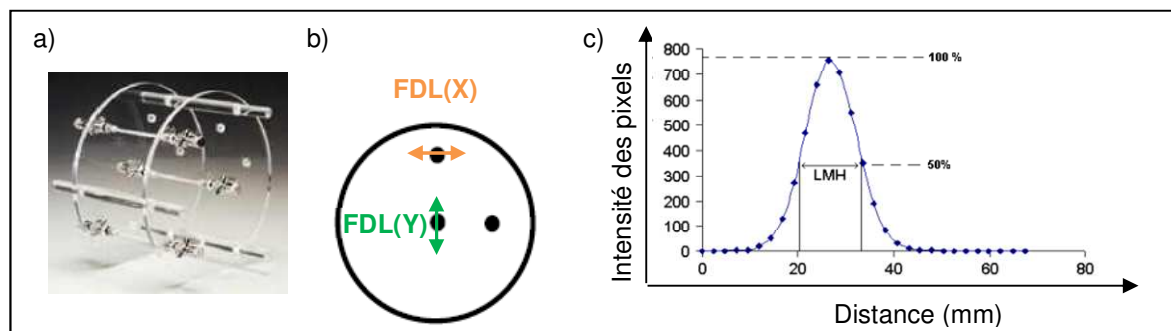 a)
b)
c)
FDL(X)
FDL(Y)
Intensité des pixels
800
700
600
500
400
300
200
100
0
100 %
50%
LMH
0
20
40
60
80
Distance (mm)